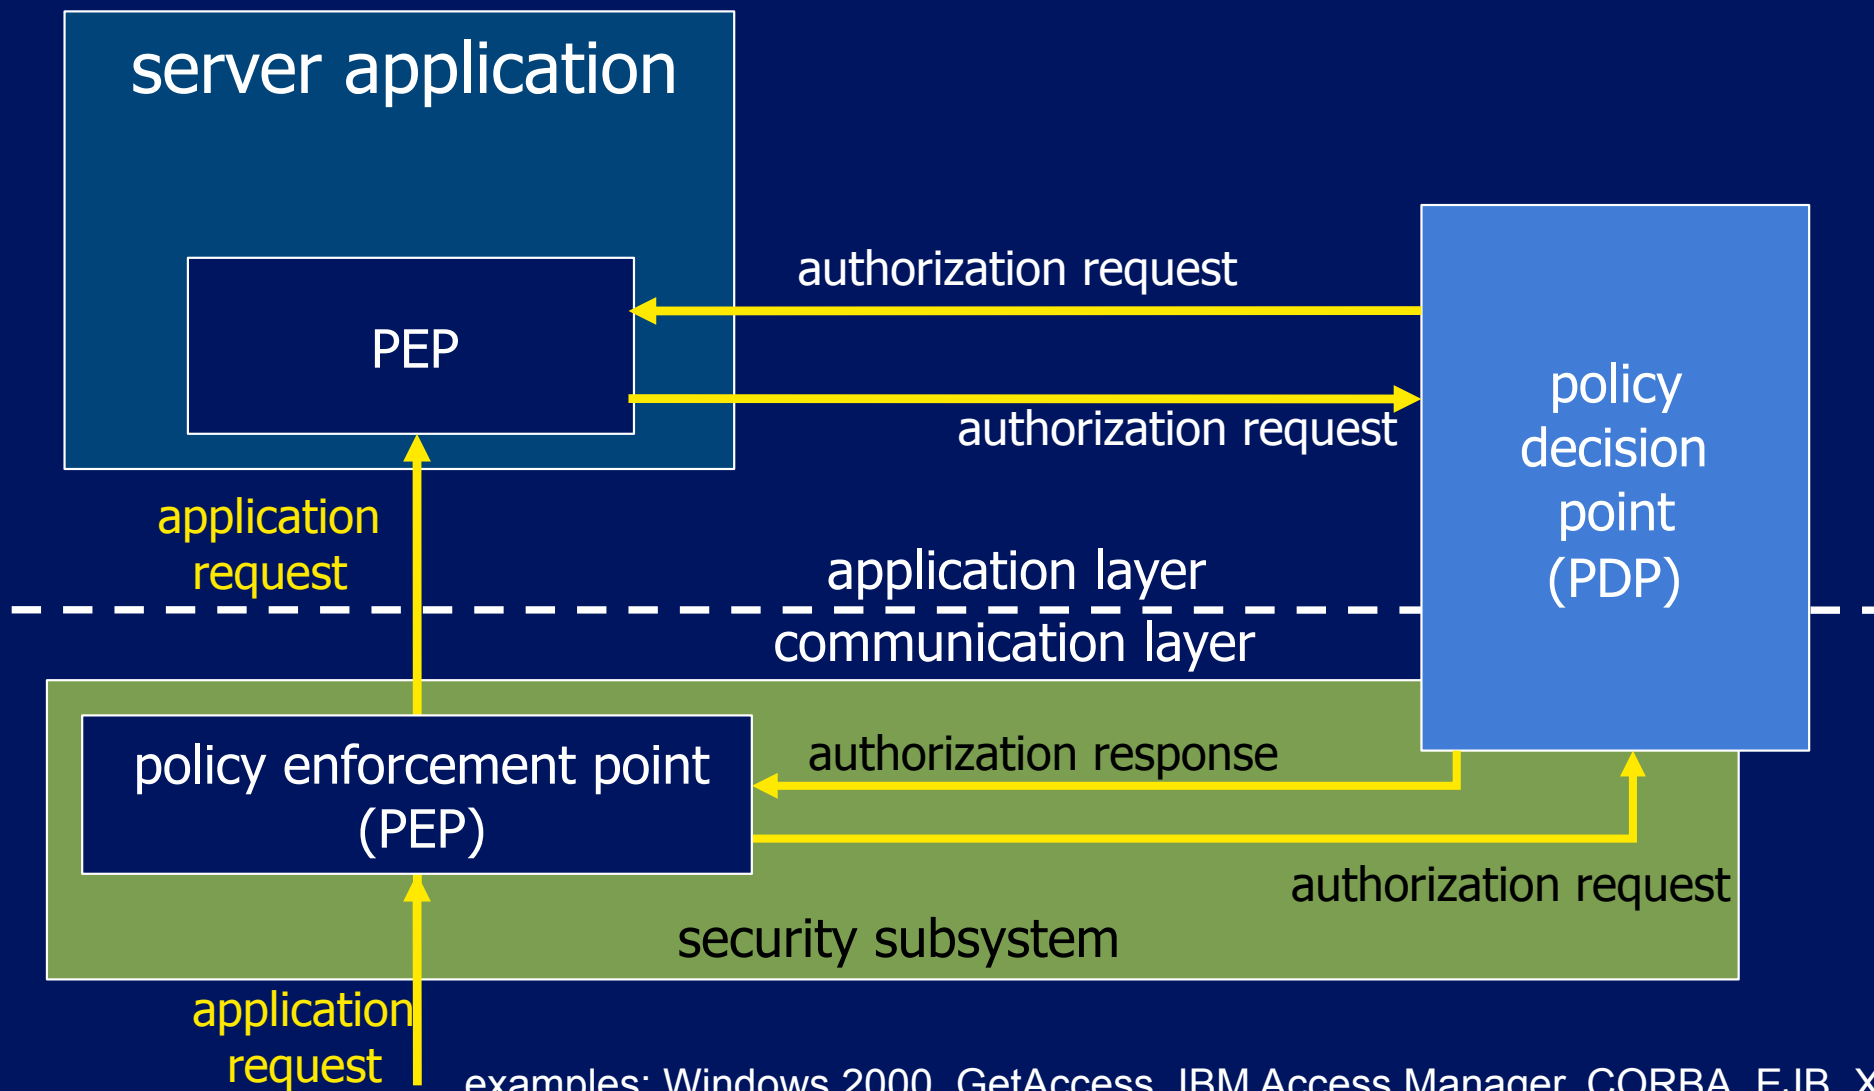 server application
authorization request
PEP
authorization request
policy
decision
point
(PDP)
application
request
application layer
communication layer
policy enforcement point
(PEP)
authorization response
authorization request
security subsystem
application
request
examples: Windows 2000, GetAccess, IBM Access Manager, CORBA, EJB, X